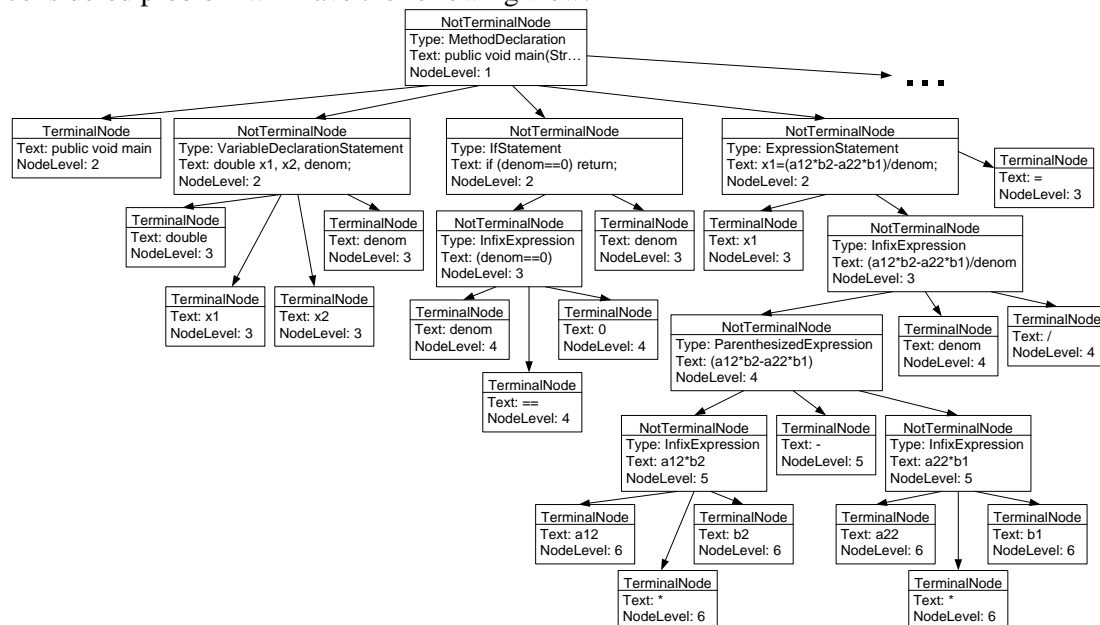 NotTerminalNode
Type: MethodDeclaration
Text: public void main(Str...
NodeLevel: 1
...
TerminalNode
Text: public void main
NodeLevel: 2
NotTerminalNode
Type: VariableDeclarationStatement
Text: double x1, x2, denom;
NodeLevel: 2
NotTerminalNode
Type: IfStatement
Text: if (denom==0) return;
NodeLevel: 2
NotTerminalNode
Type: ExpressionStatement
Text: x1=(a12*b2-a22*b1)/denom;
NodeLevel: 2
TerminalNode
Text: =
NodeLevel: 3
TerminalNode
Text: double
NodeLevel: 3
TerminalNode
Text: denom
NodeLevel: 3
NotTerminalNode
Type: InfixExpression
Text: (denom==0)
NodeLevel: 3
TerminalNode
Text: denom
NodeLevel: 3
TerminalNode
Text: x1
NodeLevel: 3
NotTerminalNode
Type: InfixExpression
Text: (a12*b2-a22*b1)/denom
NodeLevel: 3
TerminalNode
Text: x1
NodeLevel: 3
TerminalNode
Text: x2
NodeLevel: 3
TerminalNode
Text: denom
NodeLevel: 4
TerminalNode
Text: 0
NodeLevel: 4
NotTerminalNode
Type: ParenthesizedExpression
Text: (a12*b2-a22*b1)
NodeLevel: 4
TerminalNode
Text: denom
NodeLevel: 4
TerminalNode
Text: /
NodeLevel: 4
TerminalNode
Text: ==
NodeLevel: 4
NotTerminalNode
Type: InfixExpression
Text: a12*b2
NodeLevel: 5
TerminalNode
Text: -
NodeLevel: 5
NotTerminalNode
Type: InfixExpression
Text: a22*b1
NodeLevel: 5
TerminalNode
Text: a12
NodeLevel: 6
TerminalNode
Text: b2
NodeLevel: 6
TerminalNode
Text: a22
NodeLevel: 6
TerminalNode
Text: b1
NodeLevel: 6
TerminalNode
Text: *
NodeLevel: 6
TerminalNode
Text: *
NodeLevel: 6